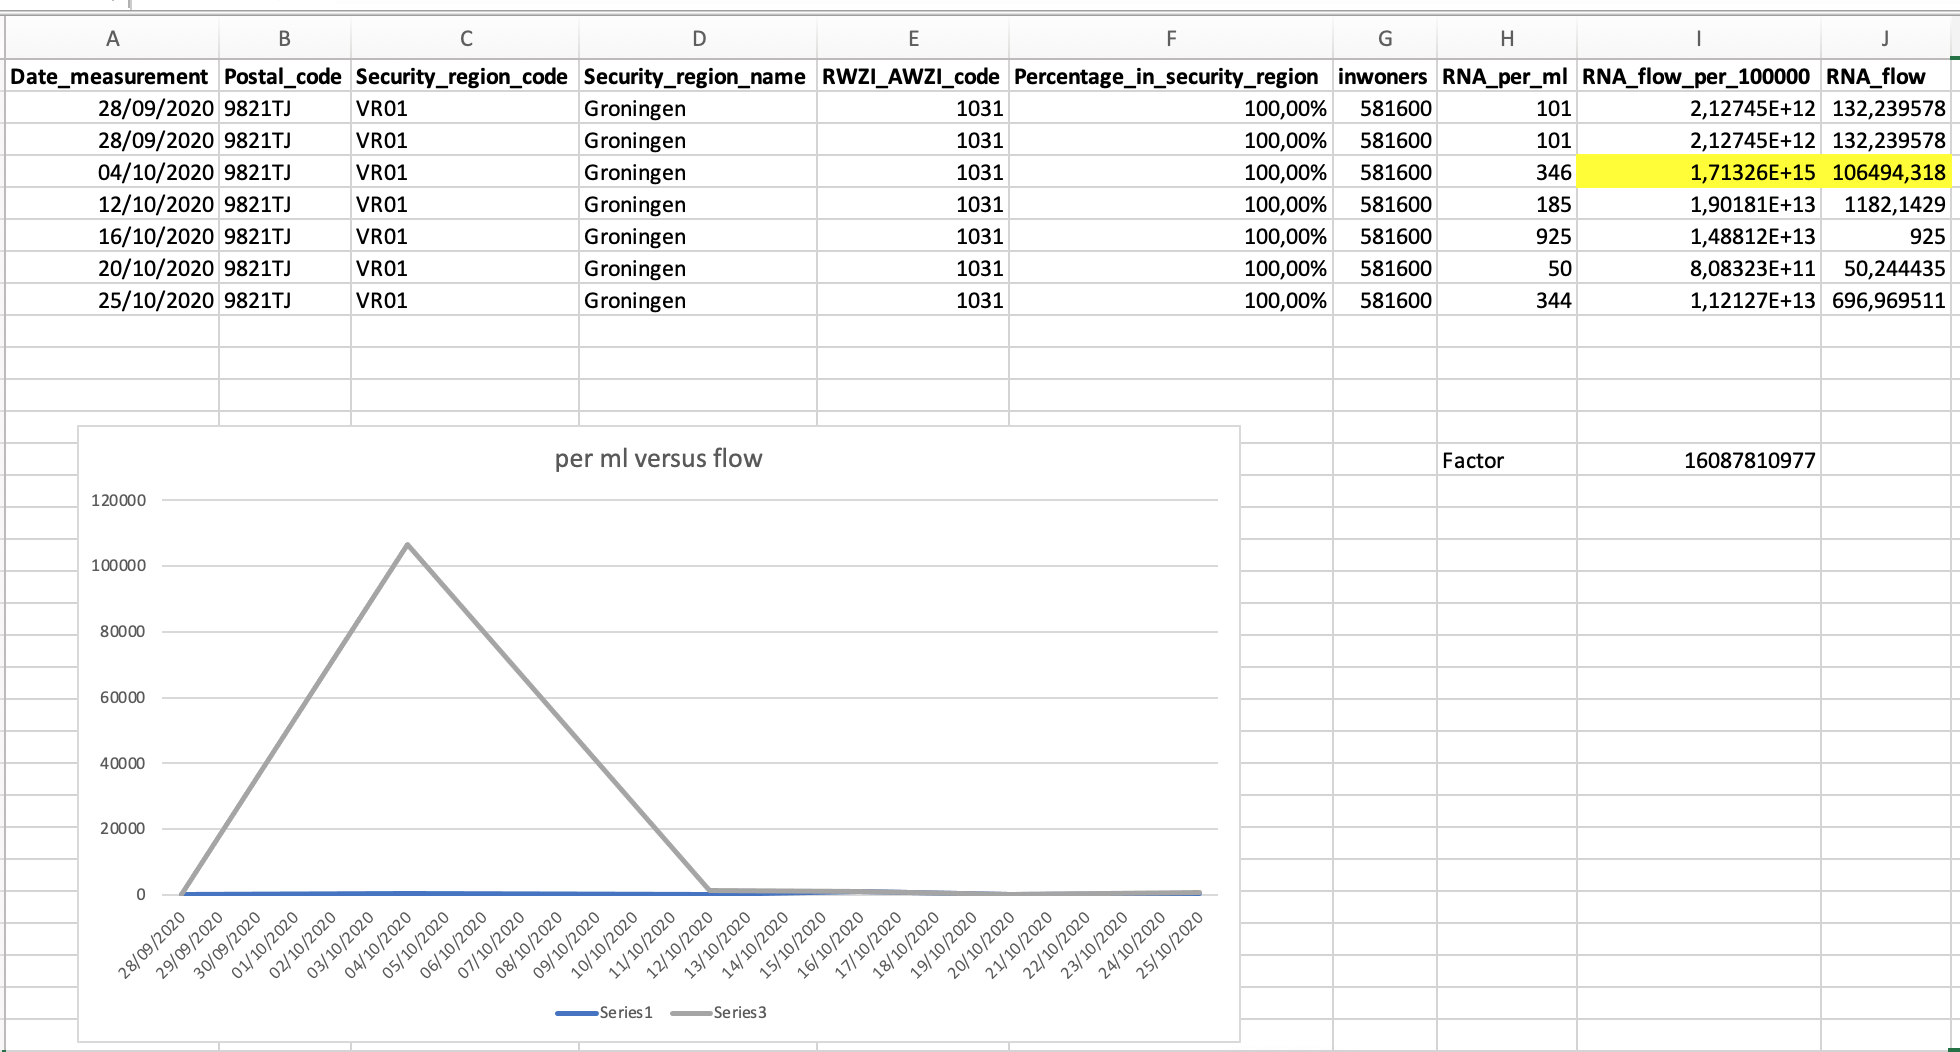 A B C D E F G H I J
Date_measurement Postal_code Security_region_code Security_region_name RWZI_AWZI_code Percentage_in_security_region inwoners RNA_per_ml RNA_flow_per_100000 RNA_flow
28/09/2020 9821TJ VR01 Groningen 1031 100,00% 581600 101 2,12745E+12 132,239578
28/09/2020 9821TJ VR01 Groningen 1031 100,00% 581600 101 2,12745E+12 132,239578
04/10/2020 9821TJ VR01 Groningen 1031 100,00% 581600 346 1,71326E+15 106494,318
12/10/2020 9821TJ VR01 Groningen 1031 100,00% 581600 185 1,90181E+13 1182,1429
16/10/2020 9821TJ VR01 Groningen 1031 100,00% 581600 925 1,48812E+13 925
20/10/2020 9821TJ VR01 Groningen 1031 100,00% 581600 50 8,08323E+11 50,244435
25/10/2020 9821TJ VR01 Groningen 1031 100,00% 581600 344 1,12127E+13 696,969511
per ml versus flow
Factor 16087810977
120000
100000
80000
60000
40000
20000
0
28/09/2020 29/09/2020 30/09/2020 01/10/2020 02/10/2020 03/10/2020 04/10/2020 05/10/2020 06/10/2020 07/10/2020 08/10/2020 09/10/2020 10/10/2020 11/10/2020 12/10/2020 13/10/2020 14/10/2020 15/10/2020 16/10/2020 17/10/2020 18/10/2020 19/10/2020 20/10/2020 21/10/2020 22/10/2020 23/10/2020 24/10/2020 25/10/2020
Series1 Series3